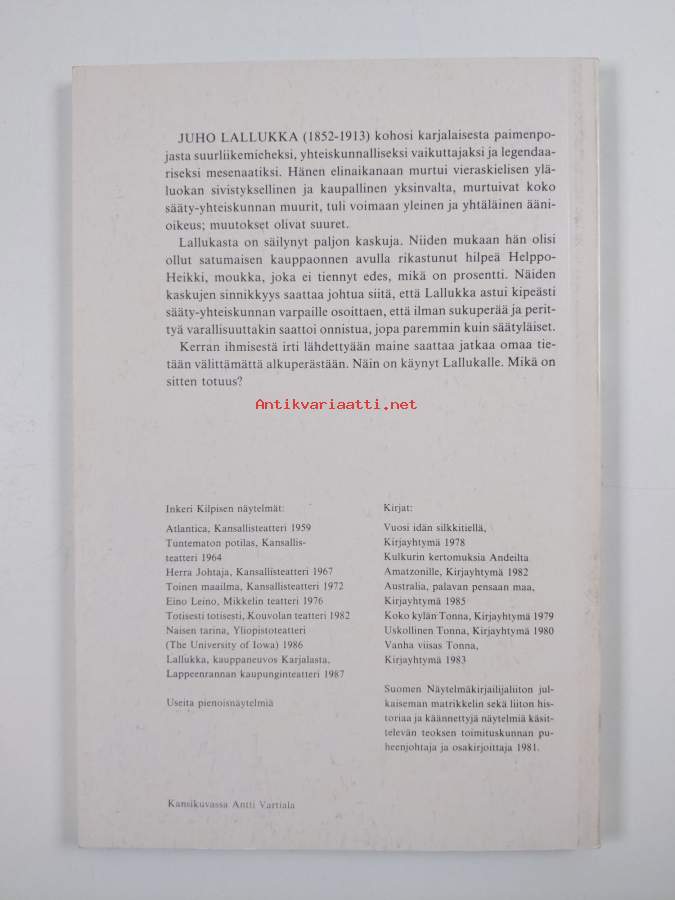 JUHO LALLUKKA (1852-1913) kohosi karjalaisesta paimenpo-
jasta suurliikemieheksi, yhteiskunnalliseksi vaikuttajaksi ja legendaa-
riseksi mesenaatiksi. Hänen elinaikanaan murtui vieraskielisen ylä-
luokan sivistyksellinen ja kaupallinen yksinvalta, murtuivat koko
sääty-yhteiskunnan muurit, tuli voimaan yleinen ja yhtäläinen ääni-
oikeus; muutokset olivat suuret.
Lallukasta on säilynyt paljon kaskuja. Niiden mukaan hän olisi
ollut satumaisen kauppaonnen avulla rikastunut hilpeä Helppo-
Heikki, moukka, joka ei tiennyt edes, mikä on prosentti. Näiden
kaskujen sinnikkyys saattaa johtua siitä, että Lallukka astui kipeästi
sääty-yhteiskunnan varpaille osoittaen, että ilman sukuperää ja perit-
tyä varallisuuttakin saattoi onnistua, jopa paremmin kuin säätyläiset.
Kerran ihmisestä irti lähdettyään maine saattaa jatkaa omaa tie-
tään välittämättä alkuperästään. Näin on käynyt Lallukalle. Mikä on
sitten totuus?
Antikvariaatti.net
Inkeri Kilpisen näytelmät:
Atlantica, Kansallisteatteri 1959
Tuntematon potilas, Kansallis-
teatteri 1964
Herra Johtaja, Kansallisteatteri 1967
Toinen maailma, Kansallisteatteri 1972
Eino Leino, Mikkelin teatteri 1976
Totisesti totisesti, Kouvolan teatteri 1982
Naisen tarina, Yliopistoteatteri
(The University of Iowa) 1986
Lallukka, kauppaneuvos Karjalasta,
Lappeenrannan kaupunginteatteri 1987
Useita pienoisnäytelmiä
Kirjat:
Vuosi idän silkkitiellä,
Kirjayhtymä 1978
Kulkurin kertomuksia Andeilta
Amatzonille, Kirjayhtymä 1982
Australia, palavan pensaan maa,
Kirjayhtymä 1985
Koko kylän Tonna, Kirjayhtymä 1979
Uskollinen Tonna, Kirjayhtymä 1980
Vanha viisas Tonna,
Kirjayhtymä 1983
Suomen Näytelmäkirjailijaliiton jul-
kaiseman matrikkelin sekä liiton his-
toriaa ja käännettyjä näytelmiä käsit-
televän teoksen toimituskunnan pu-
heenjohtaja ja osakirjoittaja 1981.
Kansikuvassa Antti Vartiala